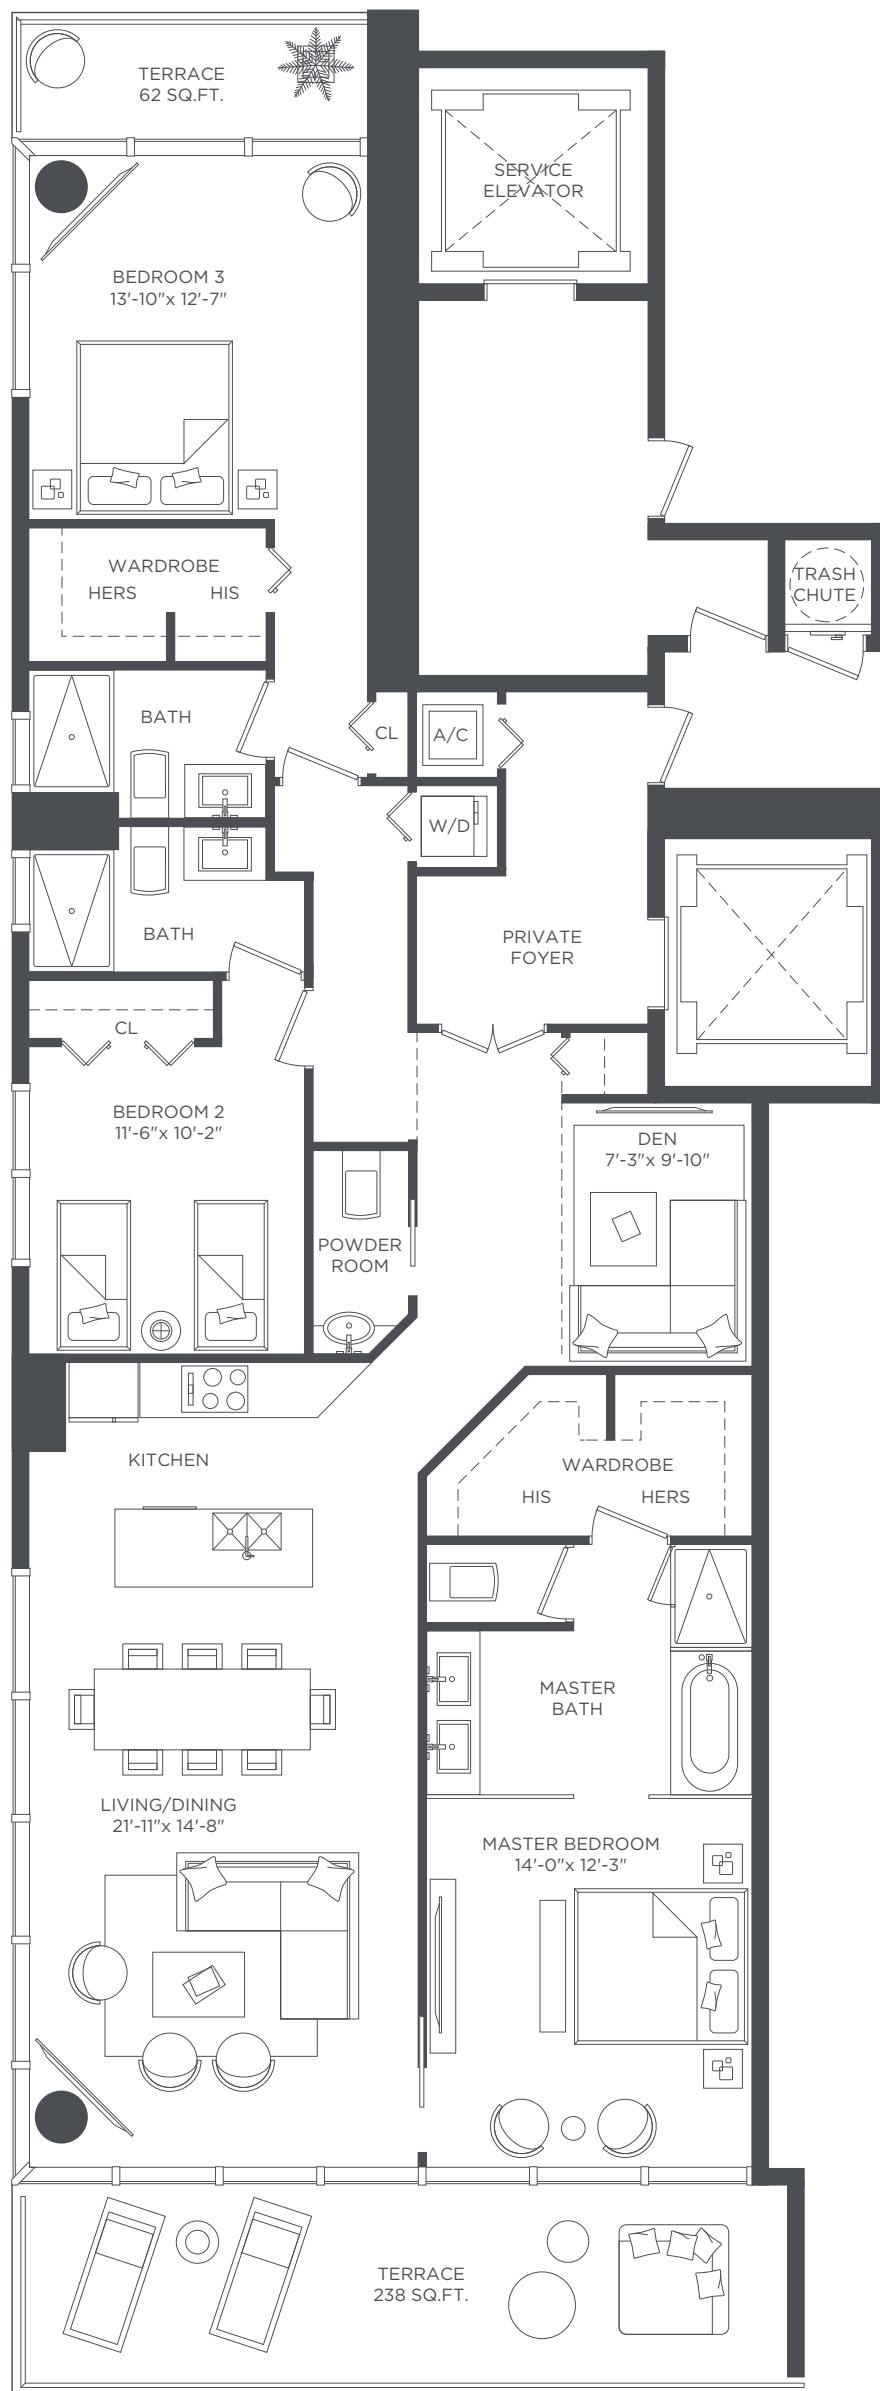 TERRACE
62 SQ.FT.
SERVICE
ELEVATOR
BEDROOM 3
13'-10"x 12'-7"
WARDROBE
HERS HIS
TRASH
CHUTE
BATH
CL
A/C
W/D
BATH
PRIVATE
FOYER
CL
BEDROOM 2
11'-6"x 10'-2"
DEN
7'-3"x 9'-10"
POWDER
ROOM
KITCHEN
WARDROBE
HIS HERS
MASTER
BATH
LIVING/DINING
21'-11"x 14'-8"
MASTER BEDROOM
14'-0"x 12'-3"
TERRACE
238 SQ.FT.